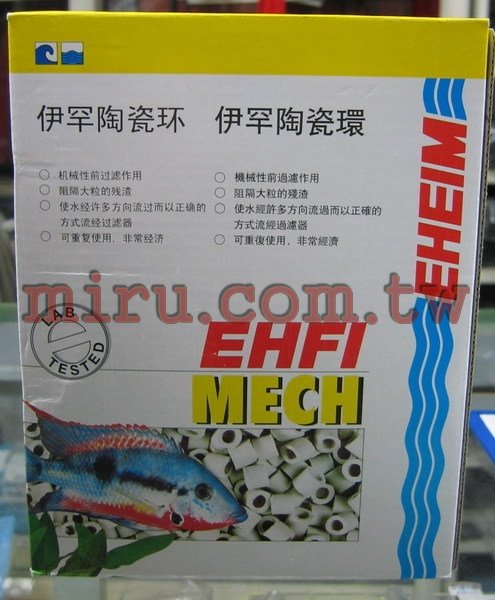 伊罕陶瓷环 伊罕陶瓷環
○ 机械性前过滤作用
○ 阻隔大粒的残渣
○ 使水经许多方向流过而以正确的
方式流经过滤器
○ 可重复使用．非常经济
○ 機械性前過濾作用
○ 阻隔大粒的殘渣
○ 使水經許多方向流過而以正確的
方式流經過濾器
○ 可重復使用．非常經濟
EHEIM
miru.com.tw
LAB TESTED
EHFI
MECH